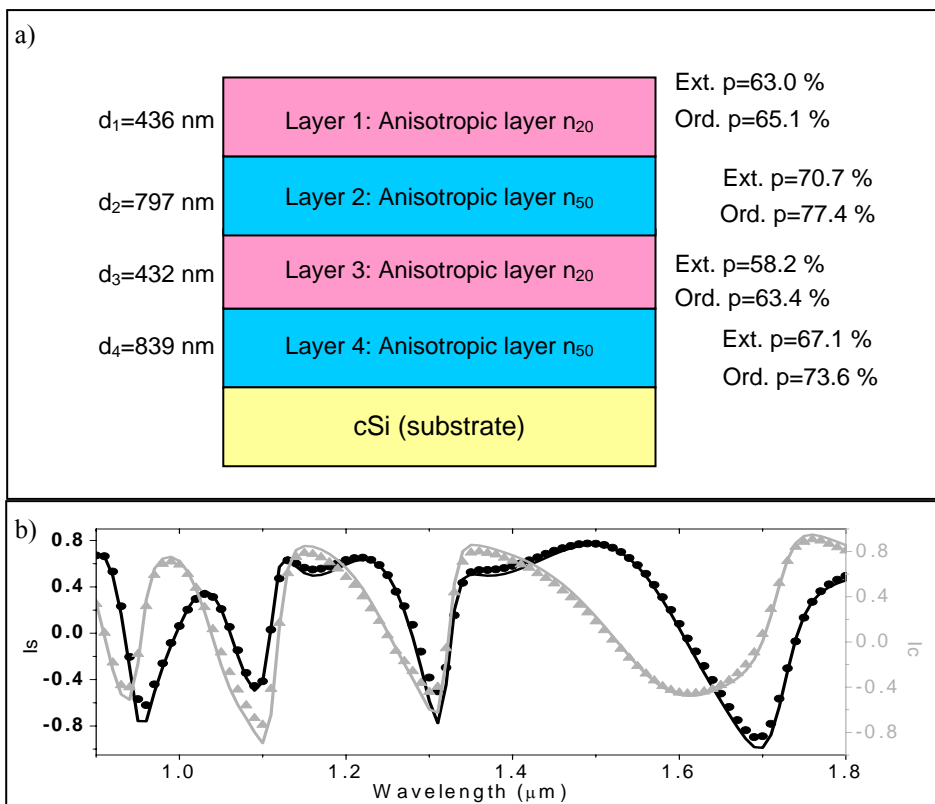 a)
Ext. p=63.0 %
d₁=436 nm
Layer 1: Anisotropic layer n₂₀
Ord. p=65.1 %
Ext. p=70.7 %
d₂=797 nm
Layer 2: Anisotropic layer n₅₀
Ord. p=77.4 %
Ext. p=58.2 %
d₃=432 nm
Layer 3: Anisotropic layer n₂₀
Ord. p=63.4 %
Ext. p=67.1 %
d₄=839 nm
Layer 4: Anisotropic layer n₅₀
Ord. p=73.6 %
cSi (substrate)
b)
0.8
0.4
0.0
-0.4
-0.8
Is
0.8
0.4
0.0
-0.4
-0.8
Ic
1.0 1.2 1.4 1.6 1.8
Wavelength (μm)